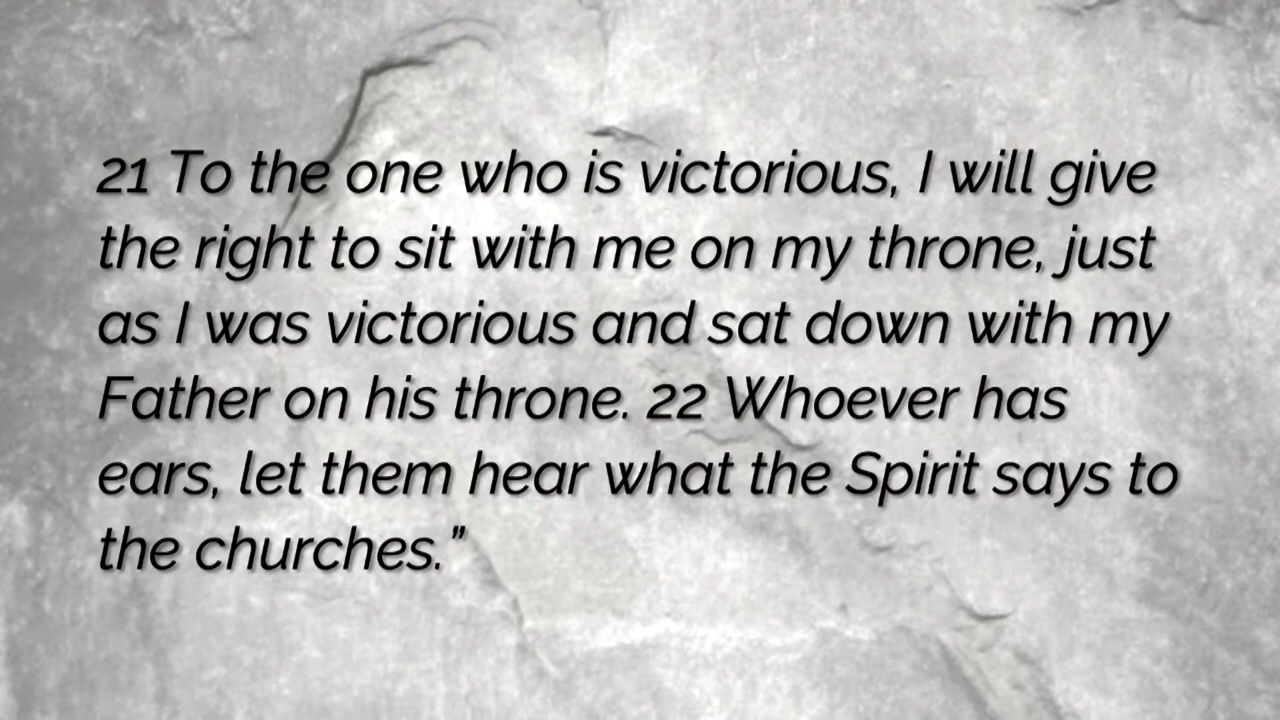 21 To the one who is victorious, I will give
the right to sit with me on my throne, just
as I was victorious and sat down with my
Father on his throne. 22 Whoever has
ears, let them hear what the Spirit says to
the churches.”